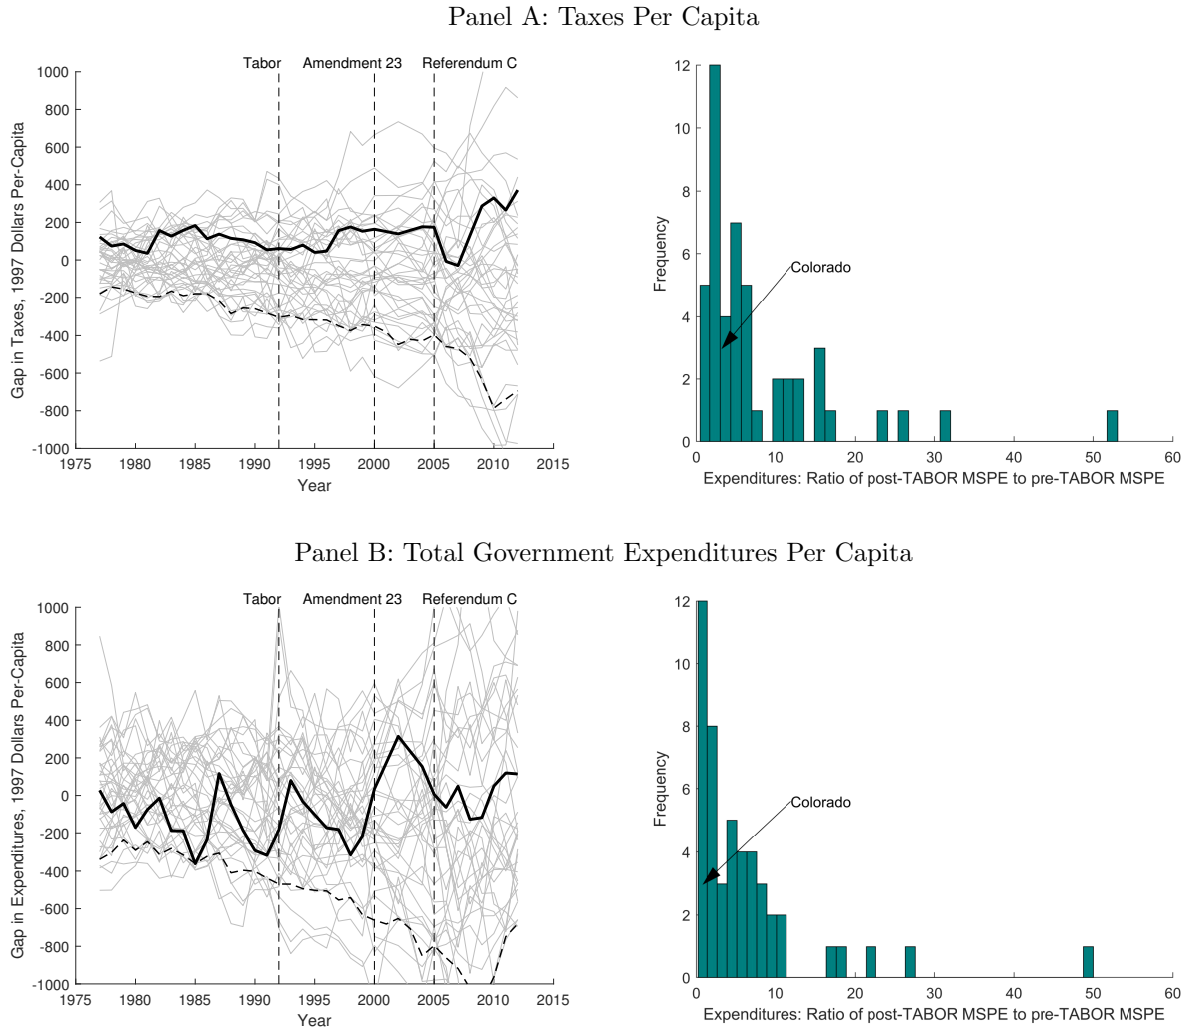 Panel A: Taxes Per Capita
Tabor Amendment 23 Referendum C
1000
800
600
400
200
0
-200
-400
-600
-800
-1000
Gap in Taxes, 1997 Dollars Per-Capita
1975 1980 1985 1990 1995 2000 2005 2010 2015
Year
12
10
8
6
4
2
0
Frequency
Colorado
0 10 20 30 40 50 60
Expenditures: Ratio of post-TABOR MSPE to pre-TABOR MSPE
Panel B: Total Government Expenditures Per Capita
Tabor Amendment 23 Referendum C
1000
800
600
400
200
0
-200
-400
-600
-800
-1000
Gap in Expenditures, 1997 Dollars Per-Capita
1975 1980 1985 1990 1995 2000 2005 2010 2015
Year
12
10
8
6
4
2
0
Frequency
Colorado
0 10 20 30 40 50 60
Expenditures: Ratio of post-TABOR MSPE to pre-TABOR MSPE